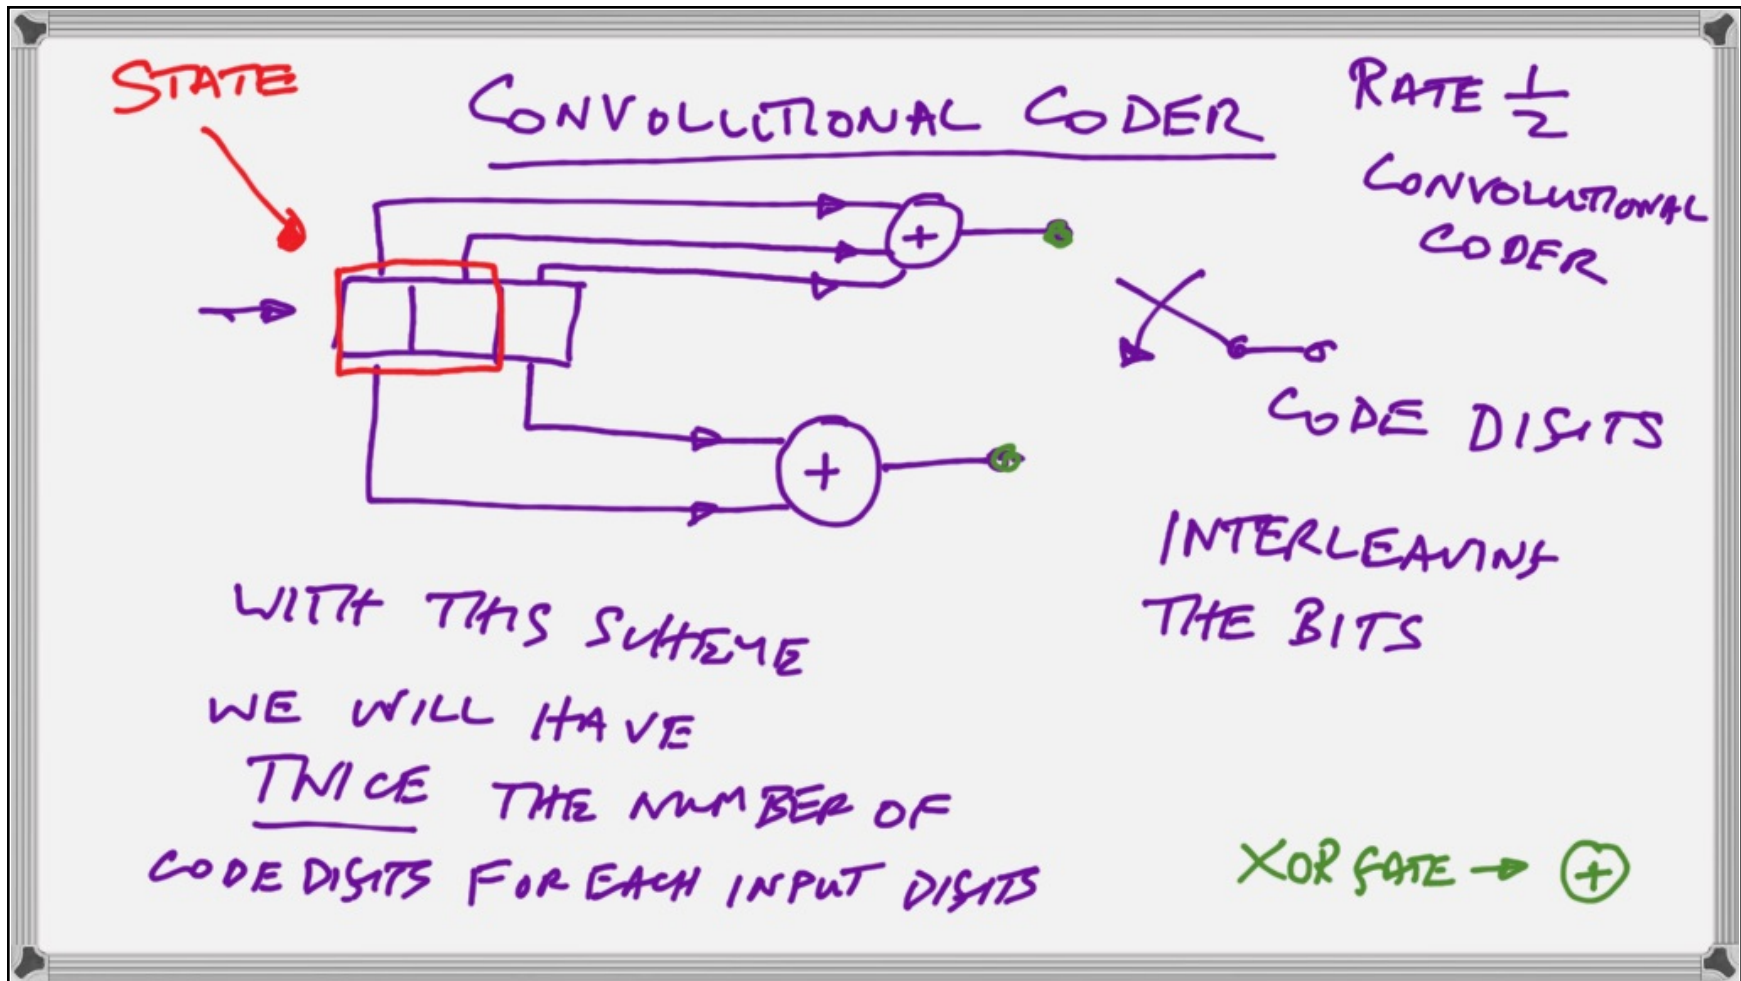 STATE
CONVOLUTIONAL CODER
RATE 1/2
CONVOLUTIONAL
CODER
+
+
CODE DIGITS
INTERLEAVING
THE BITS
WITH THIS SCHEME
WE WILL HAVE
TWICE THE NUMBER OF
CODE DIGITS FOR EACH INPUT DIGITS
XOR GATE → +